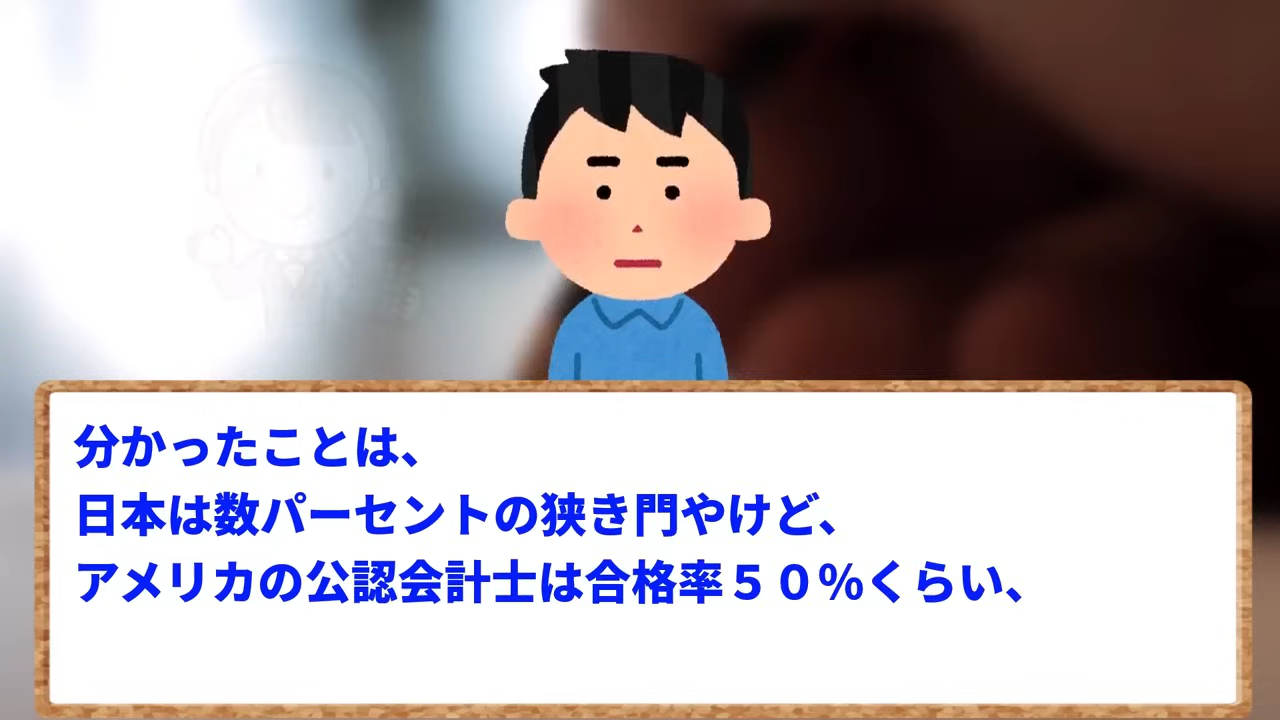 分かったことは、
日本は数パーセントの狭き門やけど、
アメリカの公認会計士は合格率５０％くらい、